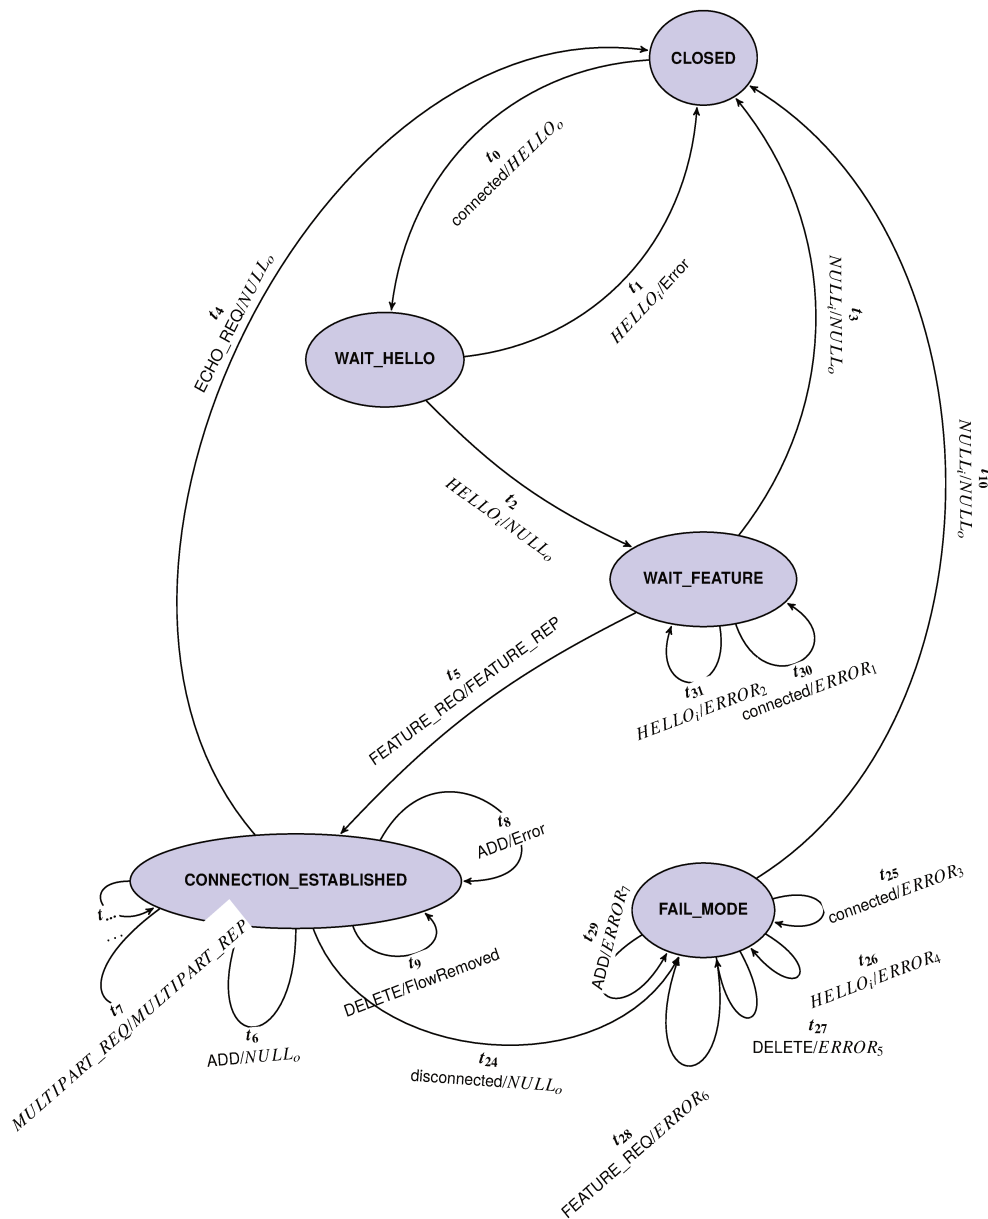 CLOSED
t0
connected/HELLOo
t4
ECHO_REQ/NULLo
t1
HELLOi/Error
t3
NULLi/NULLo
WAIT_HELLO
t10
NULLi/NULLo
t2
HELLOi/NULLo
WAIT_FEATURE
t5
FEATURE_REQ/FEATURE_REP
t31
HELLOi/ERROR2
t30
connected/ERROR1
t8
ADD/Error
CONNECTION_ESTABLISHED
t...
...
t7
MULTIPART_REQ/MULTIPART_REP
t6
ADD/NULLo
t9
DELETE/FlowRemoved
t24
disconnected/NULLo
FAIL_MODE
t29
ADD/ERROR7
t25
connected/ERROR3
t26
HELLOi/ERROR4
t27
DELETE/ERROR5
t28
FEATURE_REQ/ERROR6